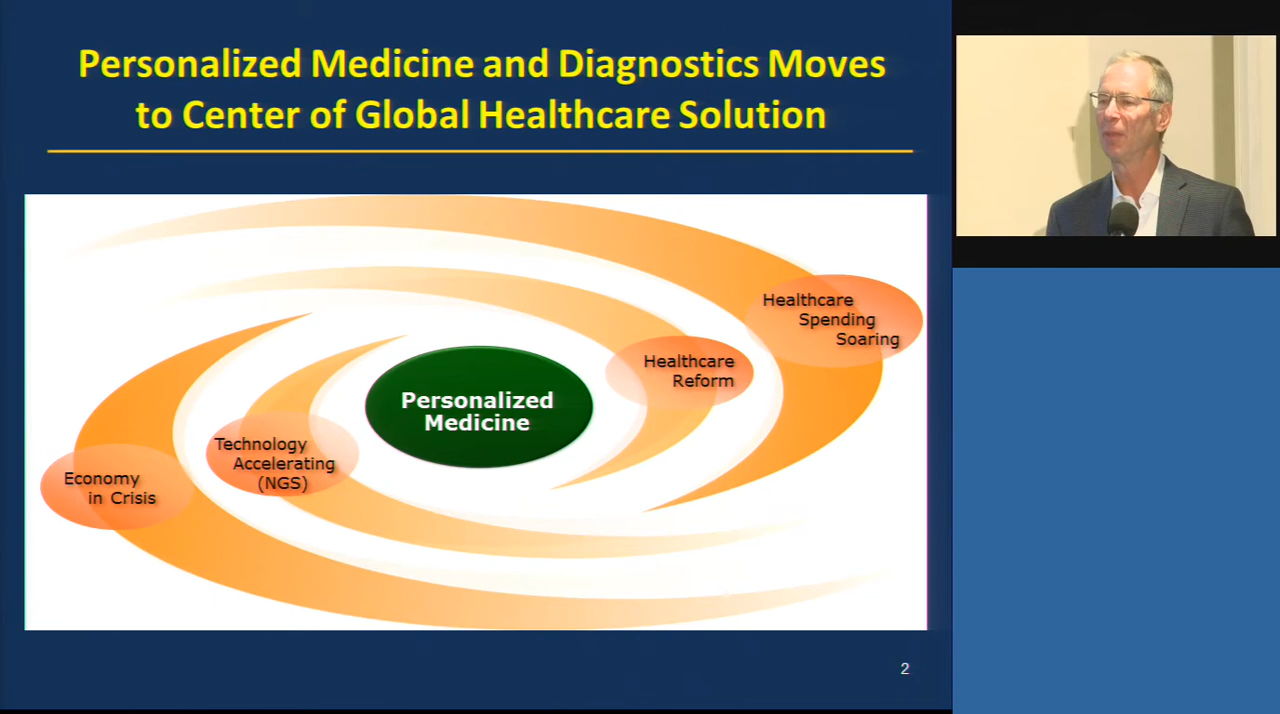 Personalized Medicine and Diagnostics Moves
to Center of Global Healthcare Solution
Healthcare
Spending
Soaring
Healthcare
Reform
Personalized
Medicine
Technology
Accelerating
(NGS)
Economy
in Crisis
2